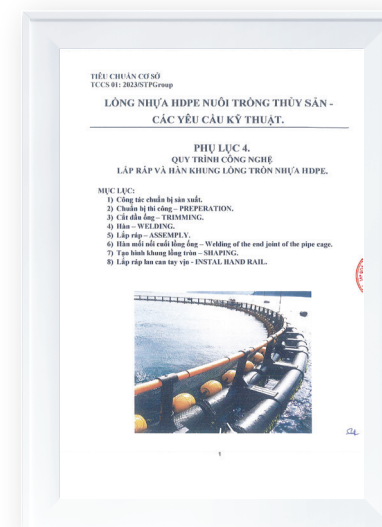 TIÊU CHUẨN CƠ SỞ
TCCS 01: 2023/STPGroup
LỒNG NHỰA HDPE NUÔI TRỒNG THỦY SẢN -
CÁC YÊU CẦU KỸ THUẬT.
PHỤ LỤC 4.
QUY TRÌNH CÔNG NGHỆ
LẮP RÁP VÀ HÀN KHUNG LỒNG TRÒN NHỰA HDPE.
MỤC LỤC:
1) Công tác chuẩn bị sản xuất.
2) Chuẩn bị thi công – PREPERATION.
3) Cắt đầu ống – TRIMMING.
4) Hàn – WELDING.
5) Lắp ráp – ASSEMPLY.
6) Hàn mối nối cuối lồng ống – Welding of the end joint of the pipe cage.
7) Tạo hình khung lồng tròn – SHAPING.
8) Lắp ráp lan can tay vịn - INSTAL HAND RAIL.
1